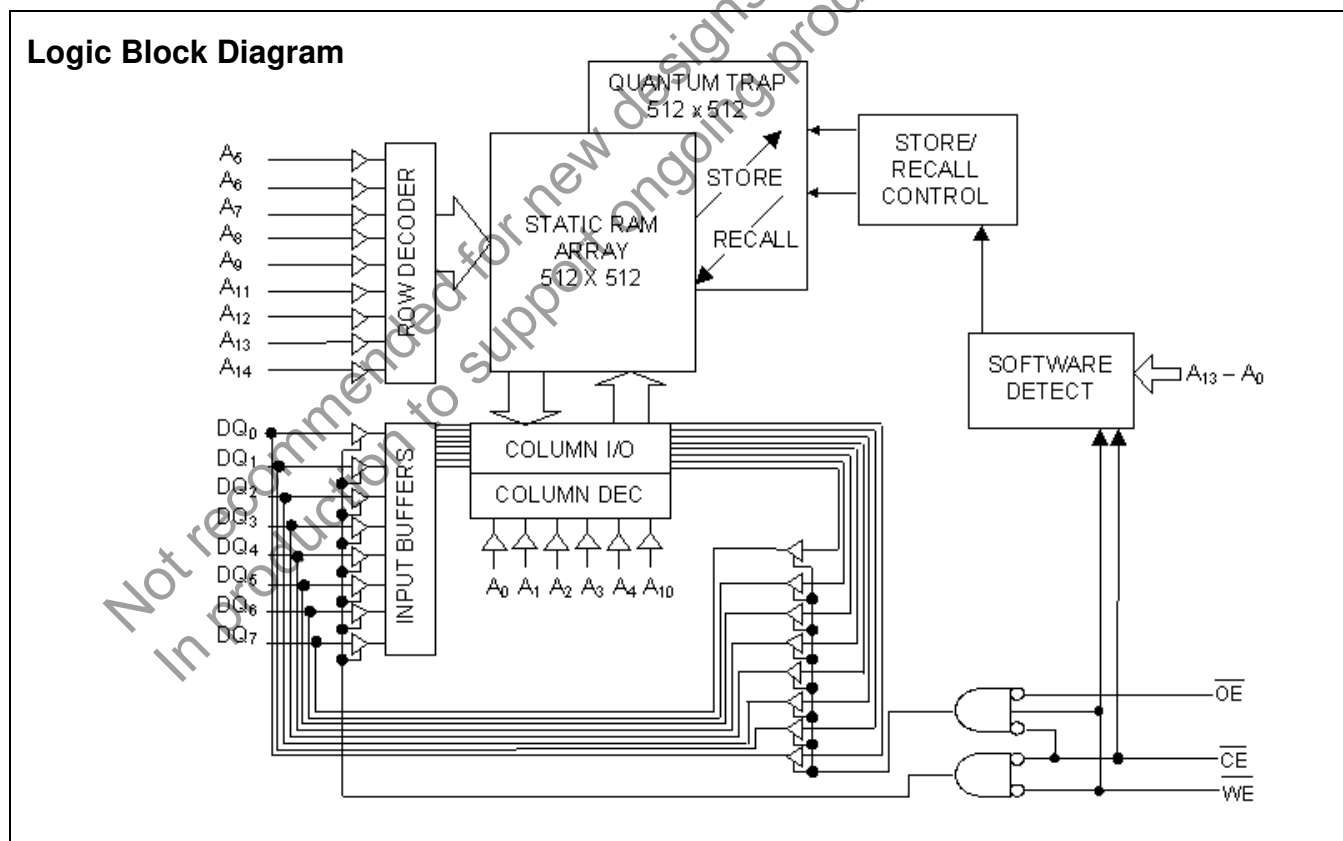 Logic Block Diagram
QUANTUM TRAP
512 x 512
STORE/
RECALL
CONTROL
STORE
RECALL
STATIC RAM
ARRAY
512 X 512
A5
A6
A7
A8
A9
A11
A12
A13
A14
ROW DECODER
SOFTWARE
DETECT
A13 – A0
DQ0
DQ1
DQ2
DQ3
DQ4
DQ5
DQ6
DQ7
INPUT BUFFERS
COLUMN I/O
COLUMN DEC
A0 A1 A2 A3 A4 A10
OE
CE
WE
Not recommended for new designs
In production to support ongoing prod